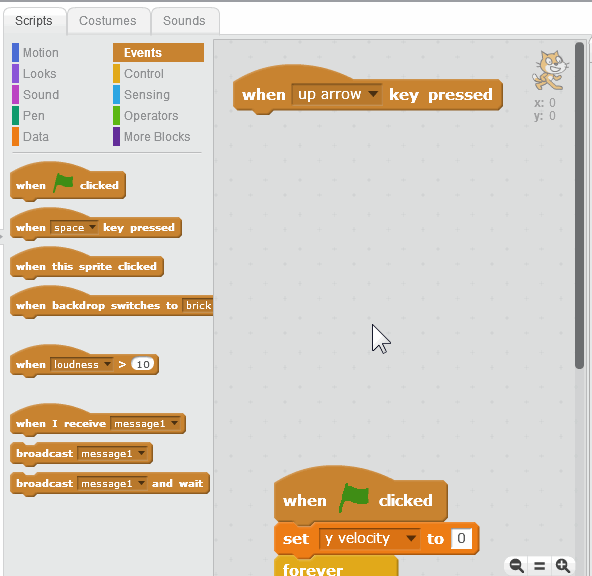 Scripts Costumes Sounds
Motion Events
Looks Control
Sound Sensing
Pen Operators
Data More Blocks
when clicked
when space key pressed
when this sprite clicked
when backdrop switches to brick
when loudness > 10
when I receive message1
broadcast message1
broadcast message1 and wait
when up arrow key pressed
x: 0
y: 0
when clicked
set y velocity to 0
forever